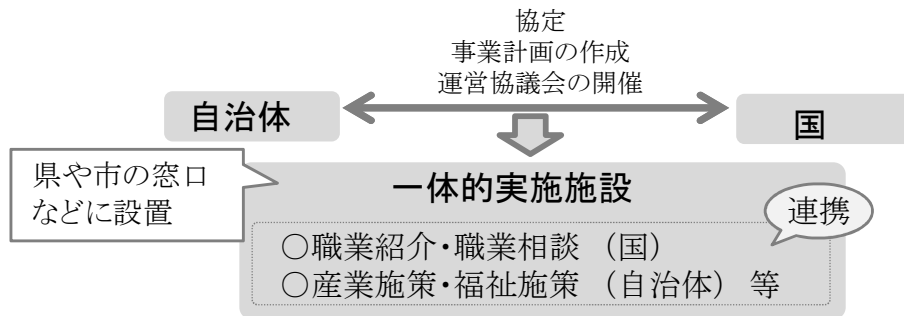 協定
事業計画の作成
運営協議会の開催
自治体
国
県や市の窓口
などに設置
一体的実施施設
連携
○職業紹介・職業相談 (国)
○産業施策・福祉施策 (自治体) 等